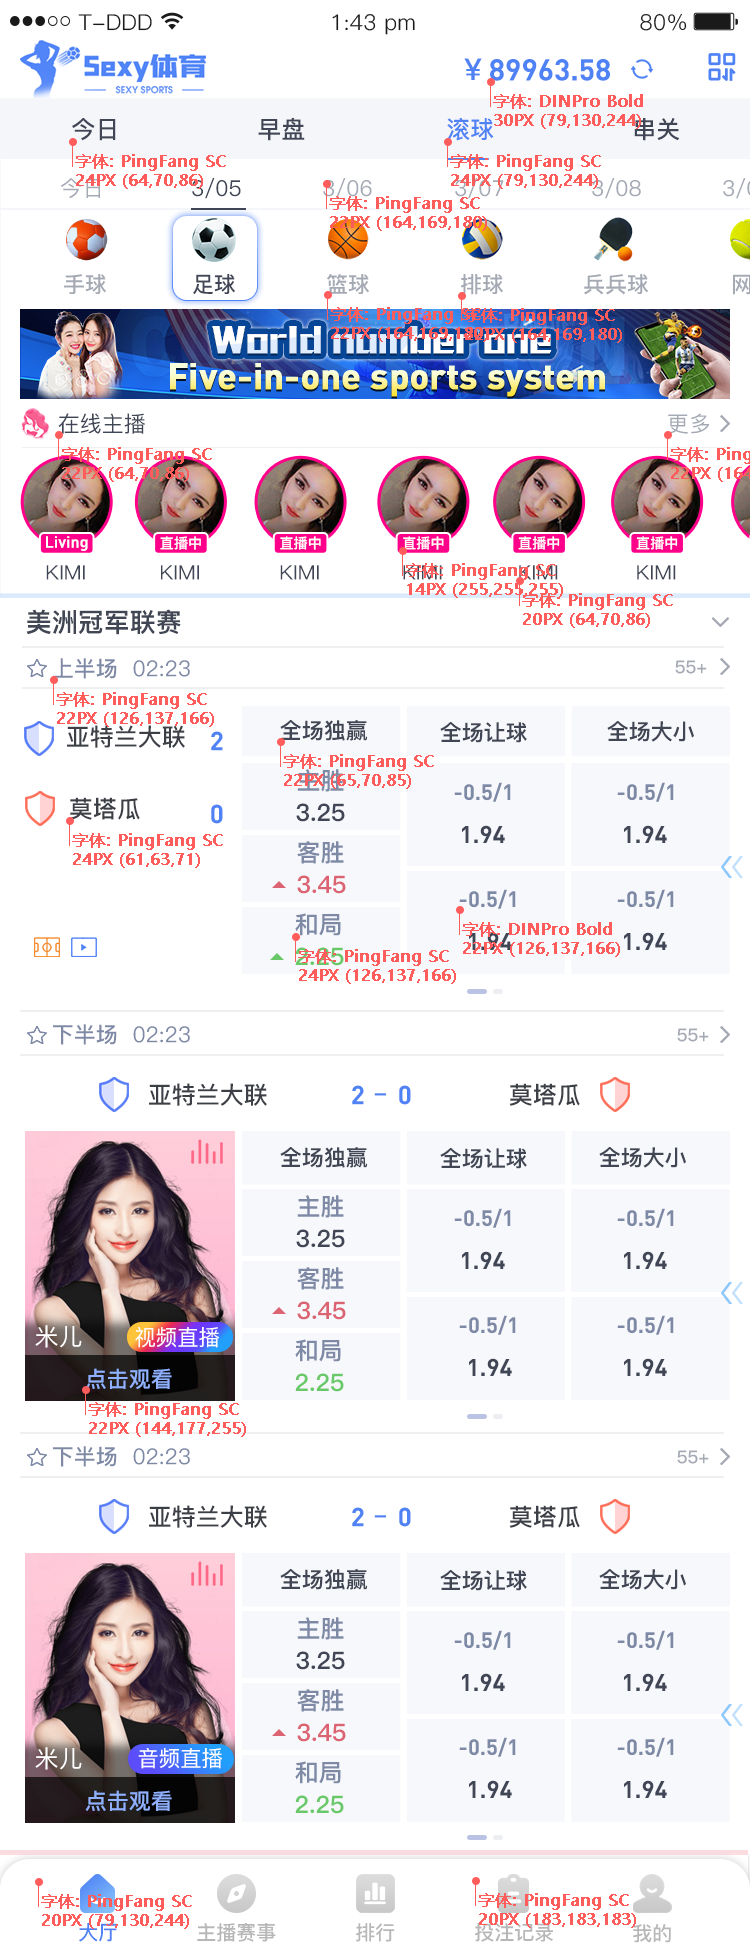 T-DDD
1:43 pm
80%
Sexy体育
SEXY SPORTS
¥ 89963.58
字体: DINPro Bold
30PX (79,130,244)
今日
早盘
滚球
串关
字体: PingFang SC
24PX (64,70,86)
字体: PingFang SC
24PX (79,130,244)
今日
3/05
3/06
3/07
3/08
3/0
字体: PingFang SC
22PX (164,169,180)
手球
足球
篮球
排球
乒乓球
网
字体: PingFang SC
22PX (164,169,180)
字体: PingFang SC
20PX (164,169,180)
World number one
Five-in-one sports system
在线主播
更多
字体: PingFang SC
22PX (64,70,86)
字体: PingFang
22PX (16
Living
直播中
直播中
直播中
直播中
直播中
KIMI
KIMI
KIMI
KIMI
KIMI
KIMI
字体: PingFang SC
14PX (255,255,255)
字体: PingFang SC
20PX (64,70,86)
美洲冠军联赛
上半场 02:23
55+
字体: PingFang SC
22PX (126,137,166)
亚特兰大联 2
莫塔瓜 0
字体: PingFang SC
24PX (61,63,71)
全场独赢
全场让球
全场大小
字体: PingFang SC
22PX (65,70,85)
主胜
3.25
客胜
3.45
和局
2.25
字体: PingFang SC
24PX (126,137,166)
-0.5/1
1.94
-0.5/1
1.94
-0.5/1
1.94
-0.5/1
1.94
字体: DINPro Bold
22PX (126,137,166)
下半场 02:23
55+
亚特兰大联
2 - 0
莫塔瓜
米儿
视频直播
点击观看
字体: PingFang SC
22PX (144,177,255)
全场独赢
全场让球
全场大小
主胜
3.25
客胜
3.45
和局
2.25
-0.5/1
1.94
-0.5/1
1.94
-0.5/1
1.94
-0.5/1
1.94
下半场 02:23
55+
亚特兰大联
2 - 0
莫塔瓜
米儿
音频直播
点击观看
全场独赢
全场让球
全场大小
主胜
3.25
客胜
3.45
和局
2.25
-0.5/1
1.94
-0.5/1
1.94
-0.5/1
1.94
-0.5/1
1.94
字体: PingFang SC
20PX (79,130,244)
字体: PingFang SC
20PX (183,183,183)
大厅
主播赛事
排行
投注记录
我的